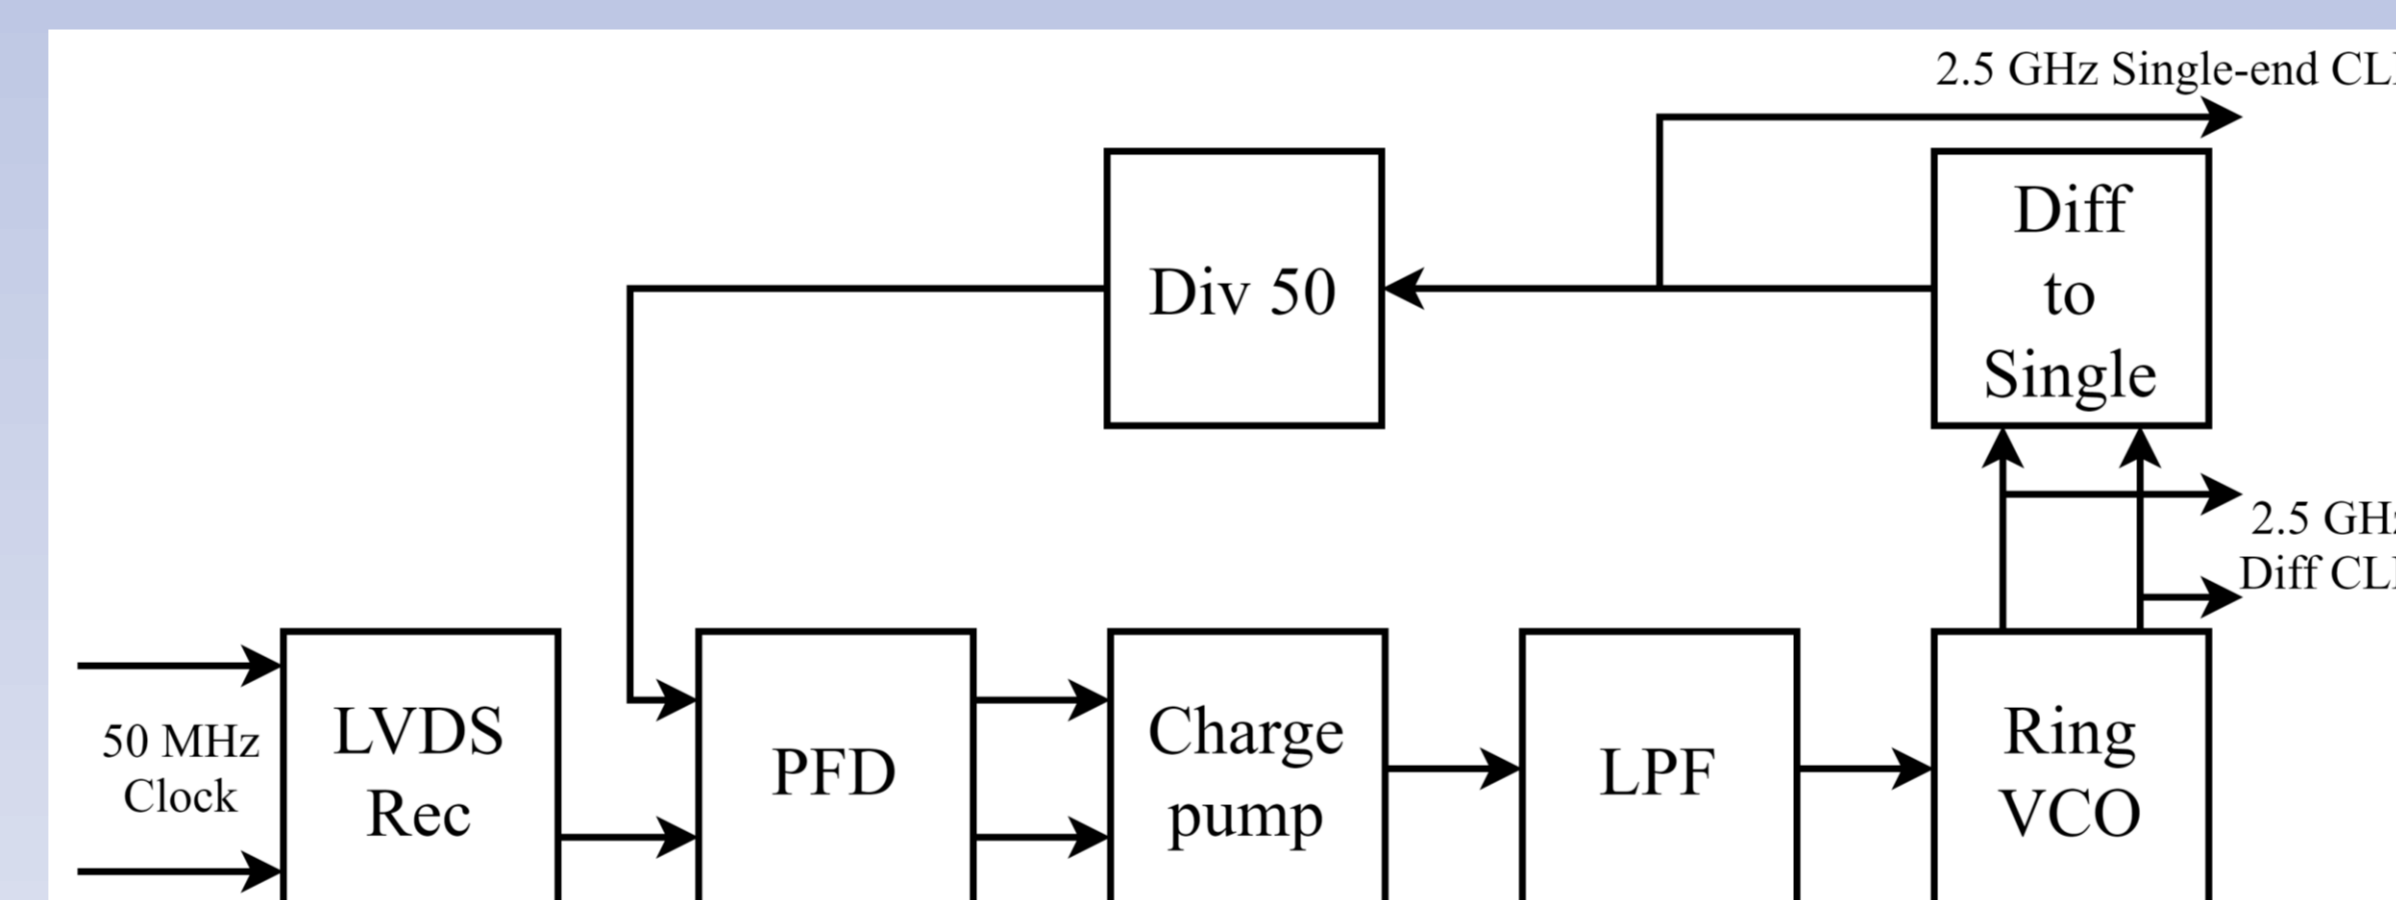 2.5 GHz Single-end
Diff
to
Single
Div 50
2.5
Diff
50 MHz
Clock
LVDS
Rec
PFD
Charge
pump
LPF
Ring
VCO